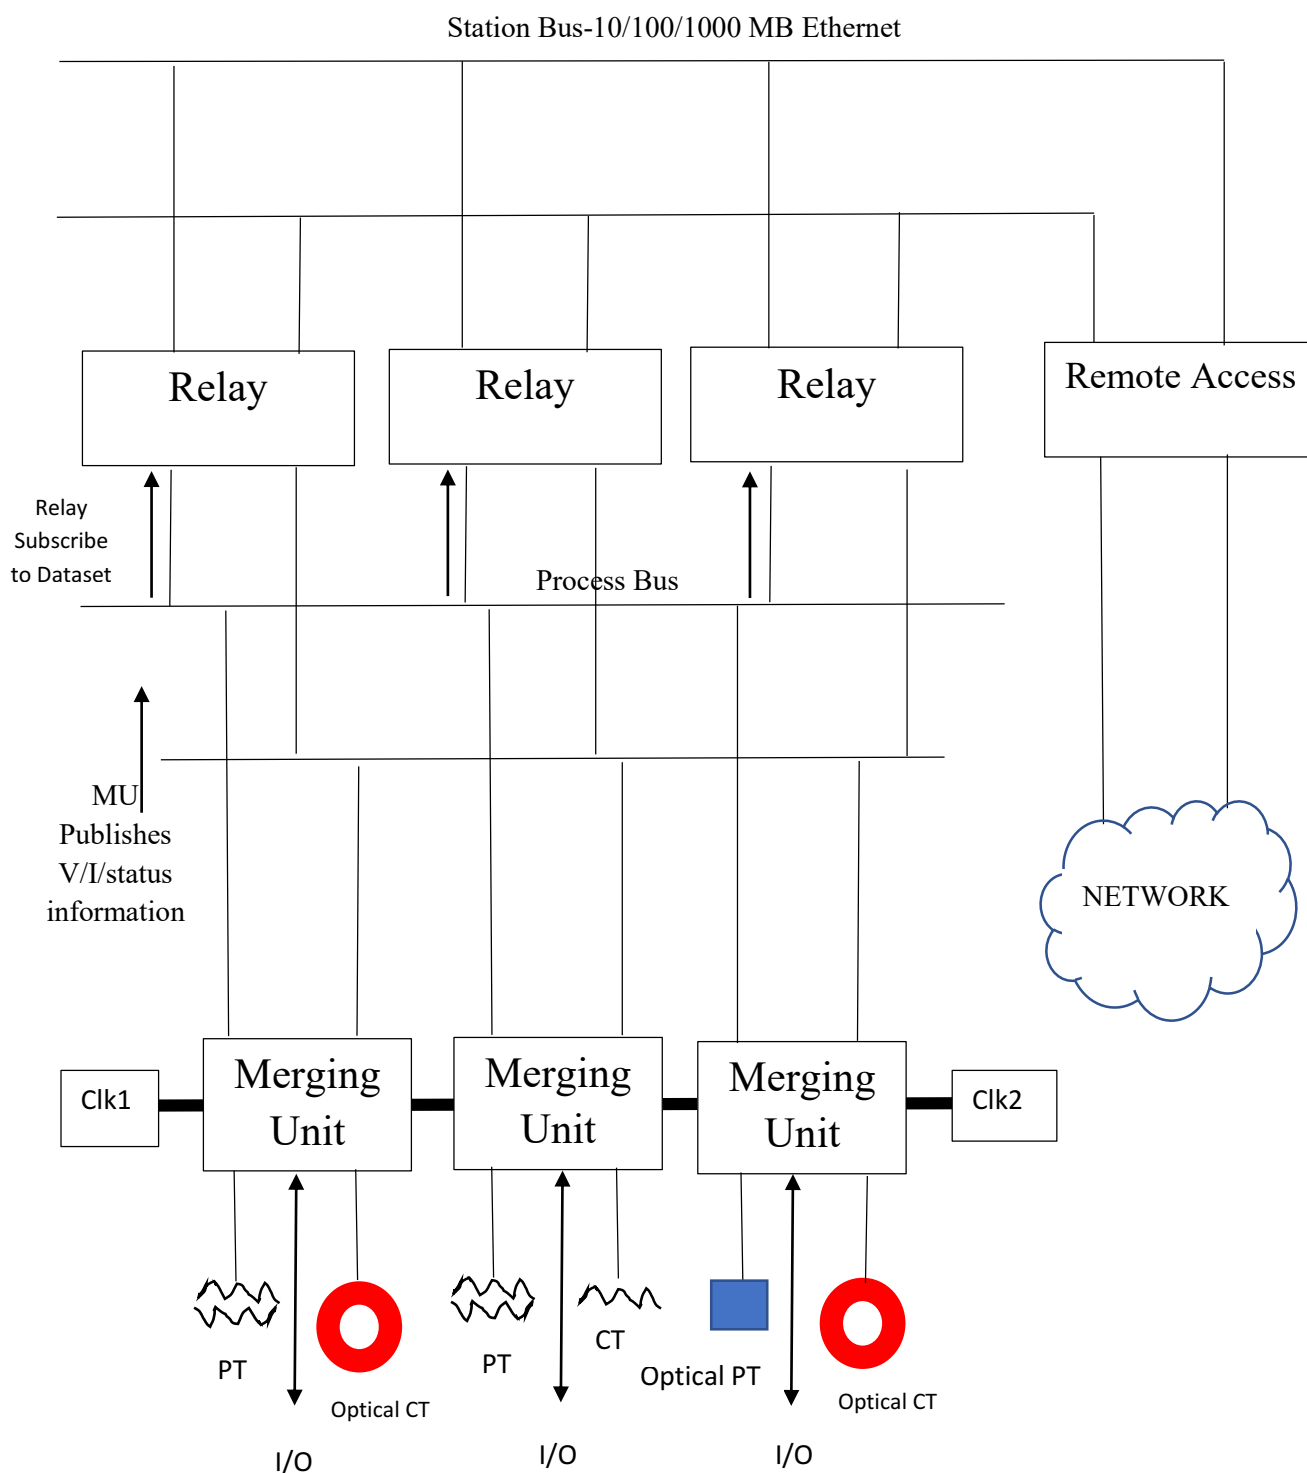 Station Bus-10/100/1000 MB Ethernet
Relay
Relay
Relay
Remote Access
Relay
Subscribe
to Dataset
Process Bus
MU
Publishes
V/I/status
information
NETWORK
Clk1
Merging
Unit
Merging
Unit
Merging
Unit
Clk2
PT
Optical CT
PT
CT
Optical PT
Optical CT
I/O
I/O
I/O